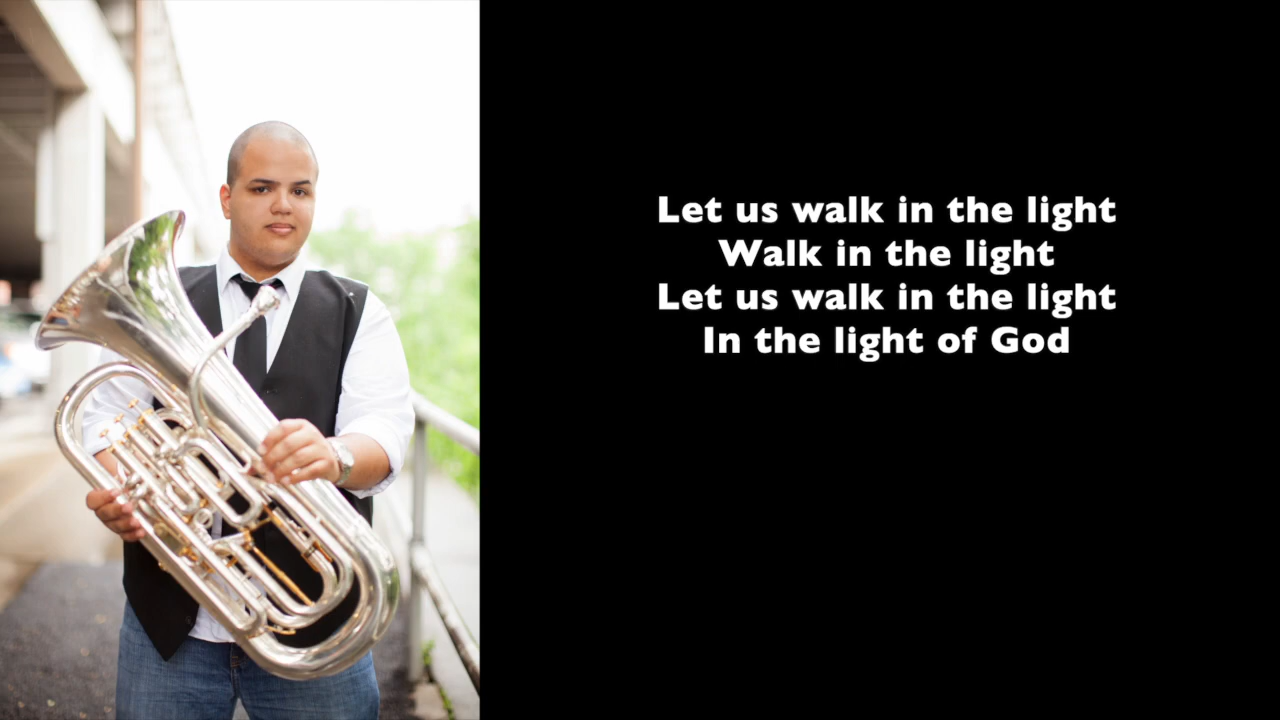 Let us walk in the light
Walk in the light
Let us walk in the light
In the light of God